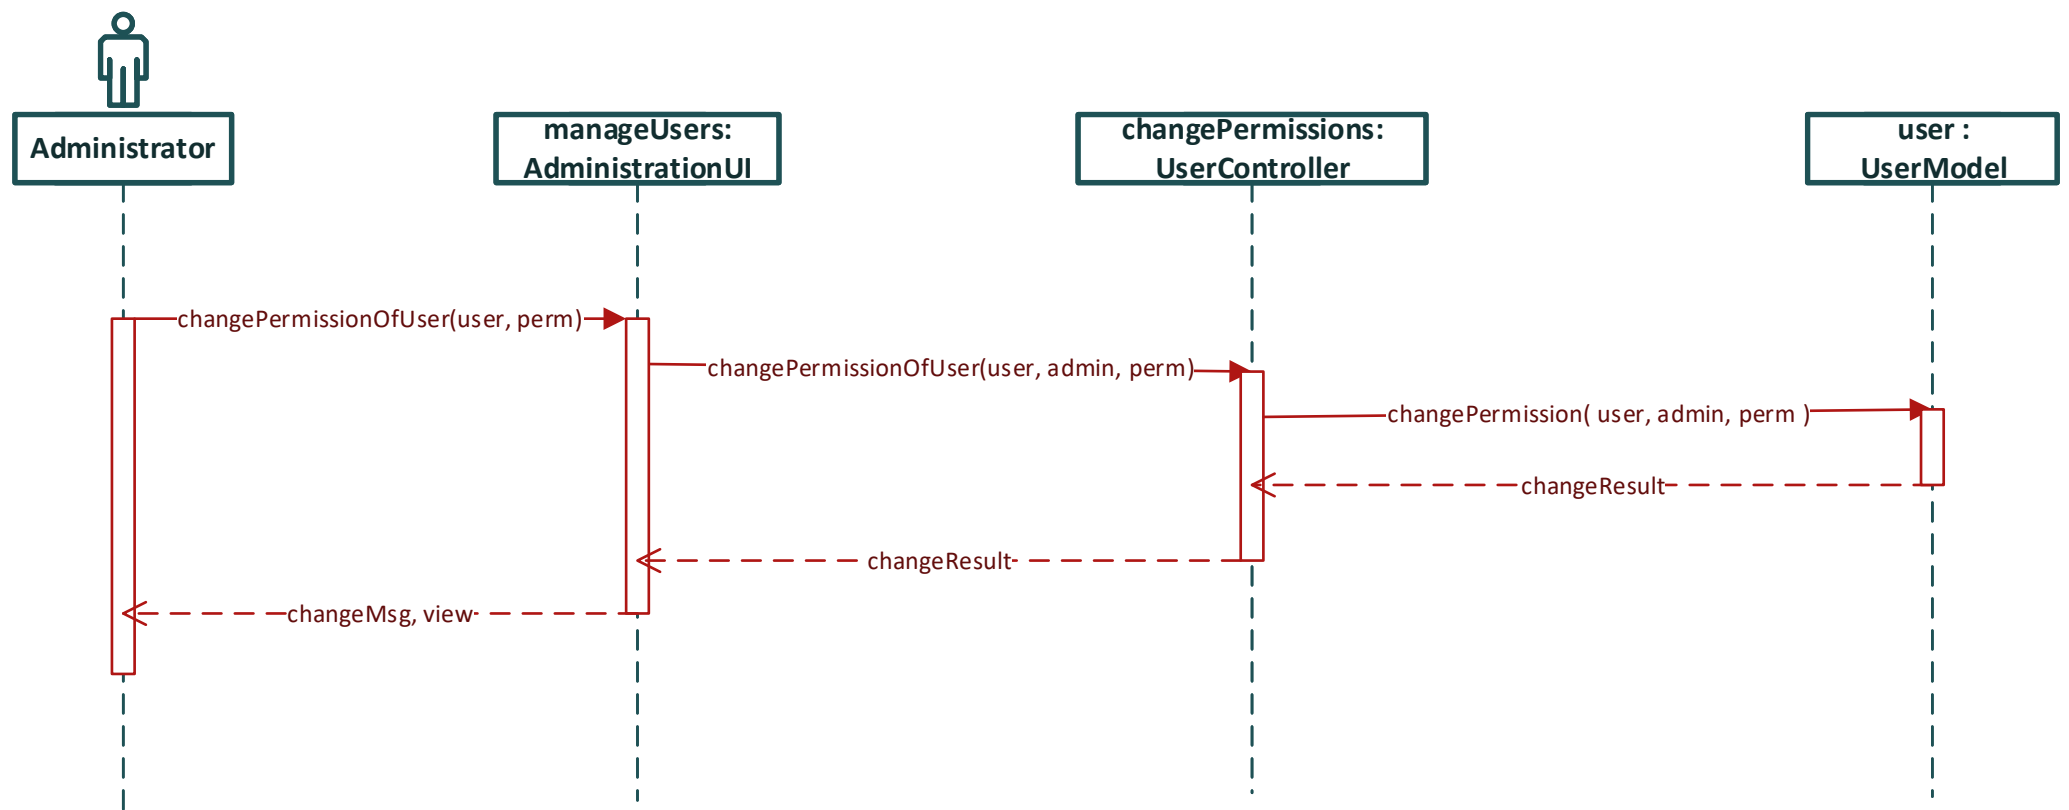 Administrator
manageUsers:
AdministrationUI
changePermissions:
UserController
user :
UserModel
changePermissionOfUser(user, perm)
changePermissionOfUser(user, admin, perm)
changePermission( user, admin, perm )
changeResult
changeResult
changeMsg, view